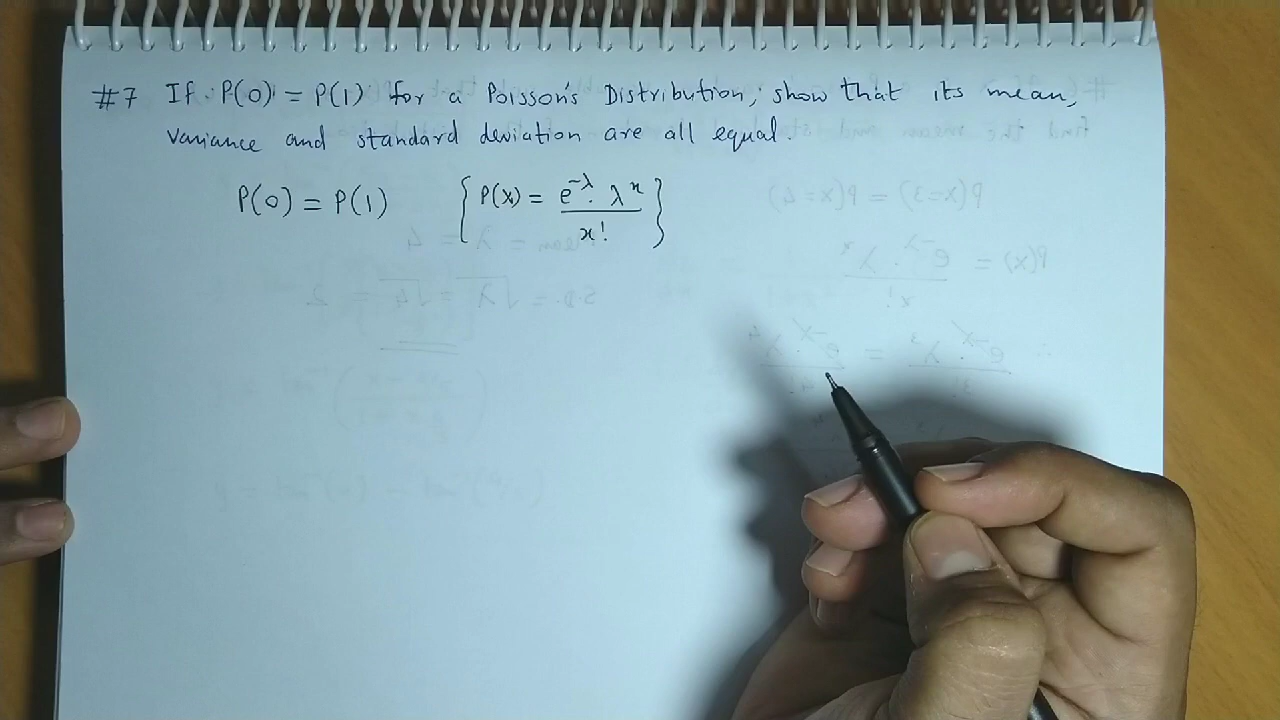 #7 If P(0) = P(1) for a Poisson's Distribution, show that its mean,
Variance and standard deviation are all equal.
P(0) = P(1) { P(x) = e^-λ . λ^x / x! }